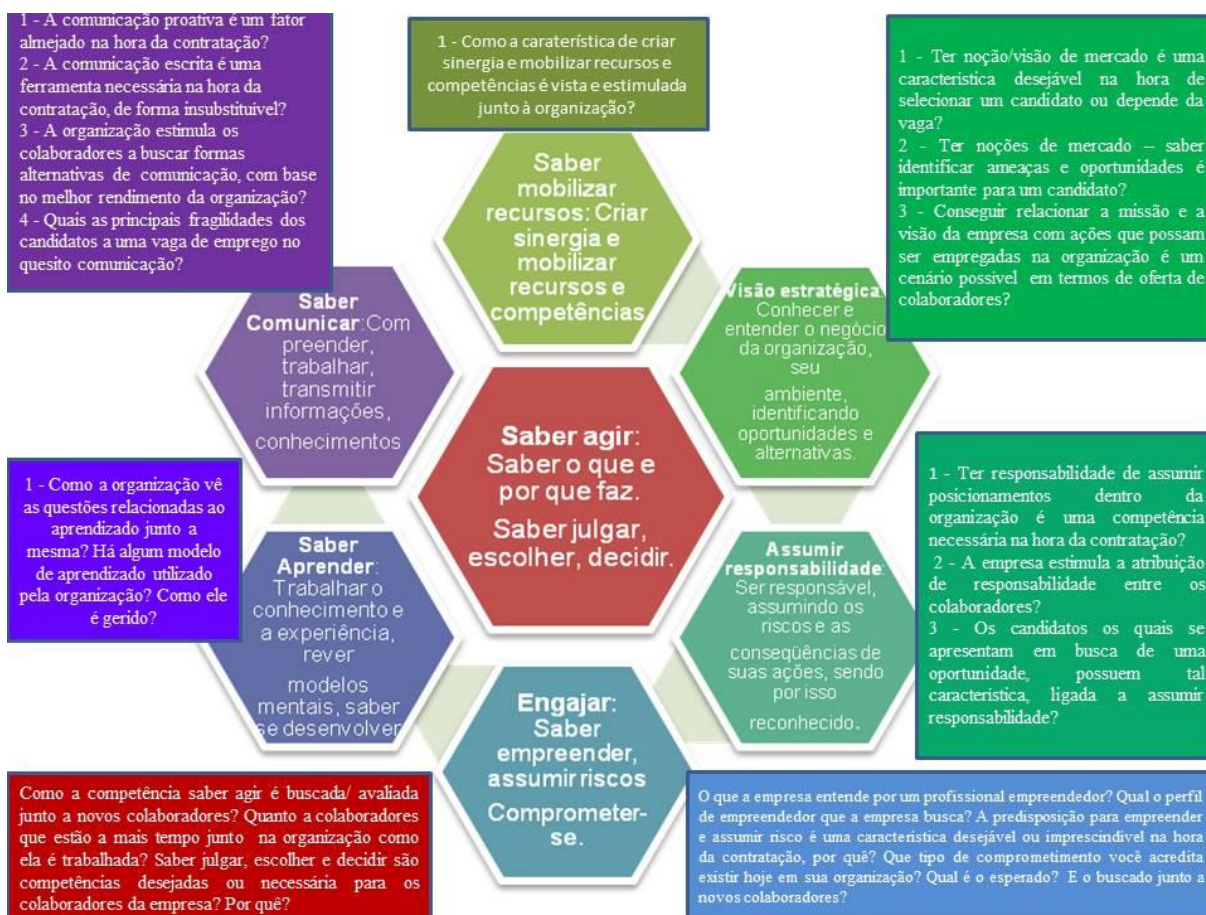 1 - A comunicação proativa é um fator
almejado na hora da contratação?
2 - A comunicação escrita é uma
ferramenta necessária na hora da
contratação, de forma insubstituivel?
3 - A organização estimula os
colaboradores a buscar formas
alternativas de comunicação, com base
no melhor rendimento da organização?
4 - Quais as principais fragilidades dos
candidatos a uma vaga de emprego no
quesito comunicação?
1 - Como a caraterística de criar
sinergia e mobilizar recursos e
competências é vista e estimulada
junto à organização?
1 - Ter noção/visão de mercado é uma
caracteristica desejável na hora de
selecionar um candidato ou depende da
vaga?
2 - Ter noções de mercado – saber
identificar ameaças e oportunidades é
importante para um candidato?
3 - Conseguir relacionar a missão e a
visão da empresa com ações que possam
ser empregadas na organização é um
cenário possível em termos de oferta de
colaboradores?
Saber
mobilizar
recursos: Criar
sinergia e
mobilizar
recursos e
competências
Saber
Comunicar:Com
preender,
trabalhar,
transmitir
informações,
conhecimentos
Visão estratégica:
Conhecer e
entender o negócio
da organização,
seu
ambiente,
identificando
oportunidades e
alternativas.
Saber agir:
Saber o que e
por que faz.
Saber julgar,
escolher, decidir.
1 - Como a organização vê
as questões relacionadas ao
aprendizado junto a
mesma? Há algum modelo
de aprendizado utilizado
pela organização? Como ele
é gerido?
Saber
Aprender:
Trabalhar o
conhecimento e
a experiência,
rever
modelos
mentais, saber
se desenvolver
Assumir
responsabilidade:
Ser responsável,
assumindo os
riscos e as
conseqüências de
suas ações, sendo
por isso
reconhecido.
1 - Ter responsabilidade de assumir
posicionamentos dentro da
organização é uma competência
necessária na hora da contratação?
2 - A empresa estimula a atribuição
de responsabilidade entre os
colaboradores?
3 - Os candidatos os quais se
apresentam em busca de uma
oportunidade, possuem tal
característica, ligada a assumir
responsabilidade?
Engajar:
Saber
empreender,
assumir riscos
Comprometer-
se.
Como a competência saber agir é buscada/ avaliada
junto a novos colaboradores? Quanto a colaboradores
que estão a mais tempo junto na organização como
ela é trabalhada? Saber julgar, escolher e decidir são
competências desejadas ou necessária para os
colaboradores da empresa? Por quê?
O que a empresa entende por um profissional empreendedor? Qual o perfil
de empreendedor que a empresa busca? A predisposição para empreender
e assumir risco é uma característica desejável ou imprescindível na hora
da contratação, por quê? Que tipo de comprometimento você acredita
existir hoje em sua organização? Qual é o esperado? E o buscado junto a
novos colaboradores?